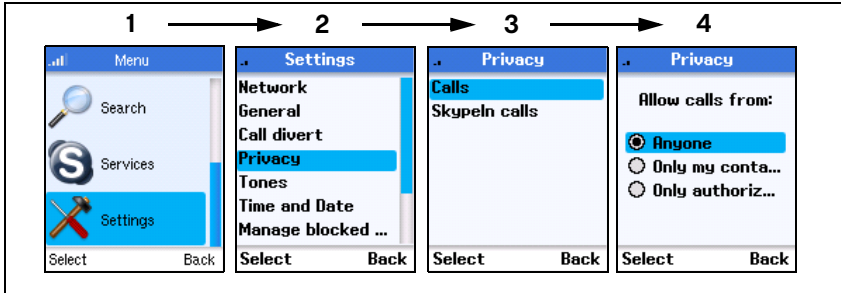 1 2 3 4
Menu
Search
Services
Settings
Select Back
Settings
Network
General
Call divert
Privacy
Tones
Time and Date
Manage blocked ...
Select Back
Privacy
Calls
SkypeIn calls
Select Back
Privacy
Allow calls from:
Anyone
Only my conta...
Only authoriz...
Select Back